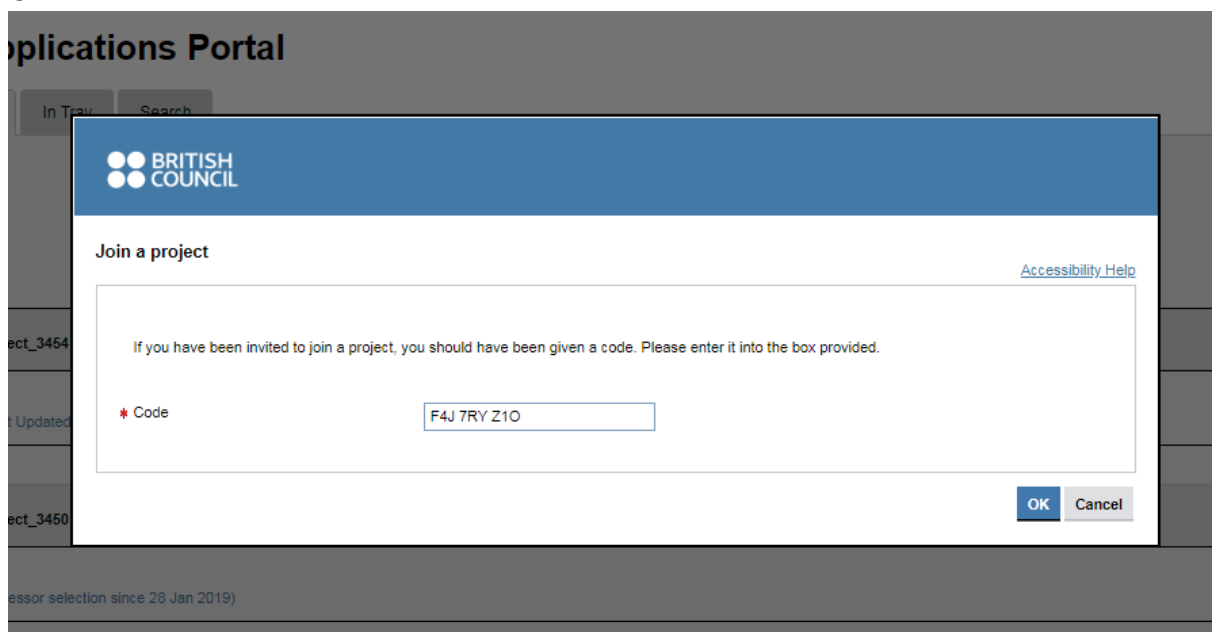 pplications Portal
In Tray Search
BRITISH
COUNCIL
Join a project
Accessibility Help
ect_3454
If you have been invited to join a project, you should have been given a code. Please enter it into the box provided.
t Updated
* Code F4J 7RY Z1O
ect_3450
OK Cancel
essor selection since 28 Jan 2019)